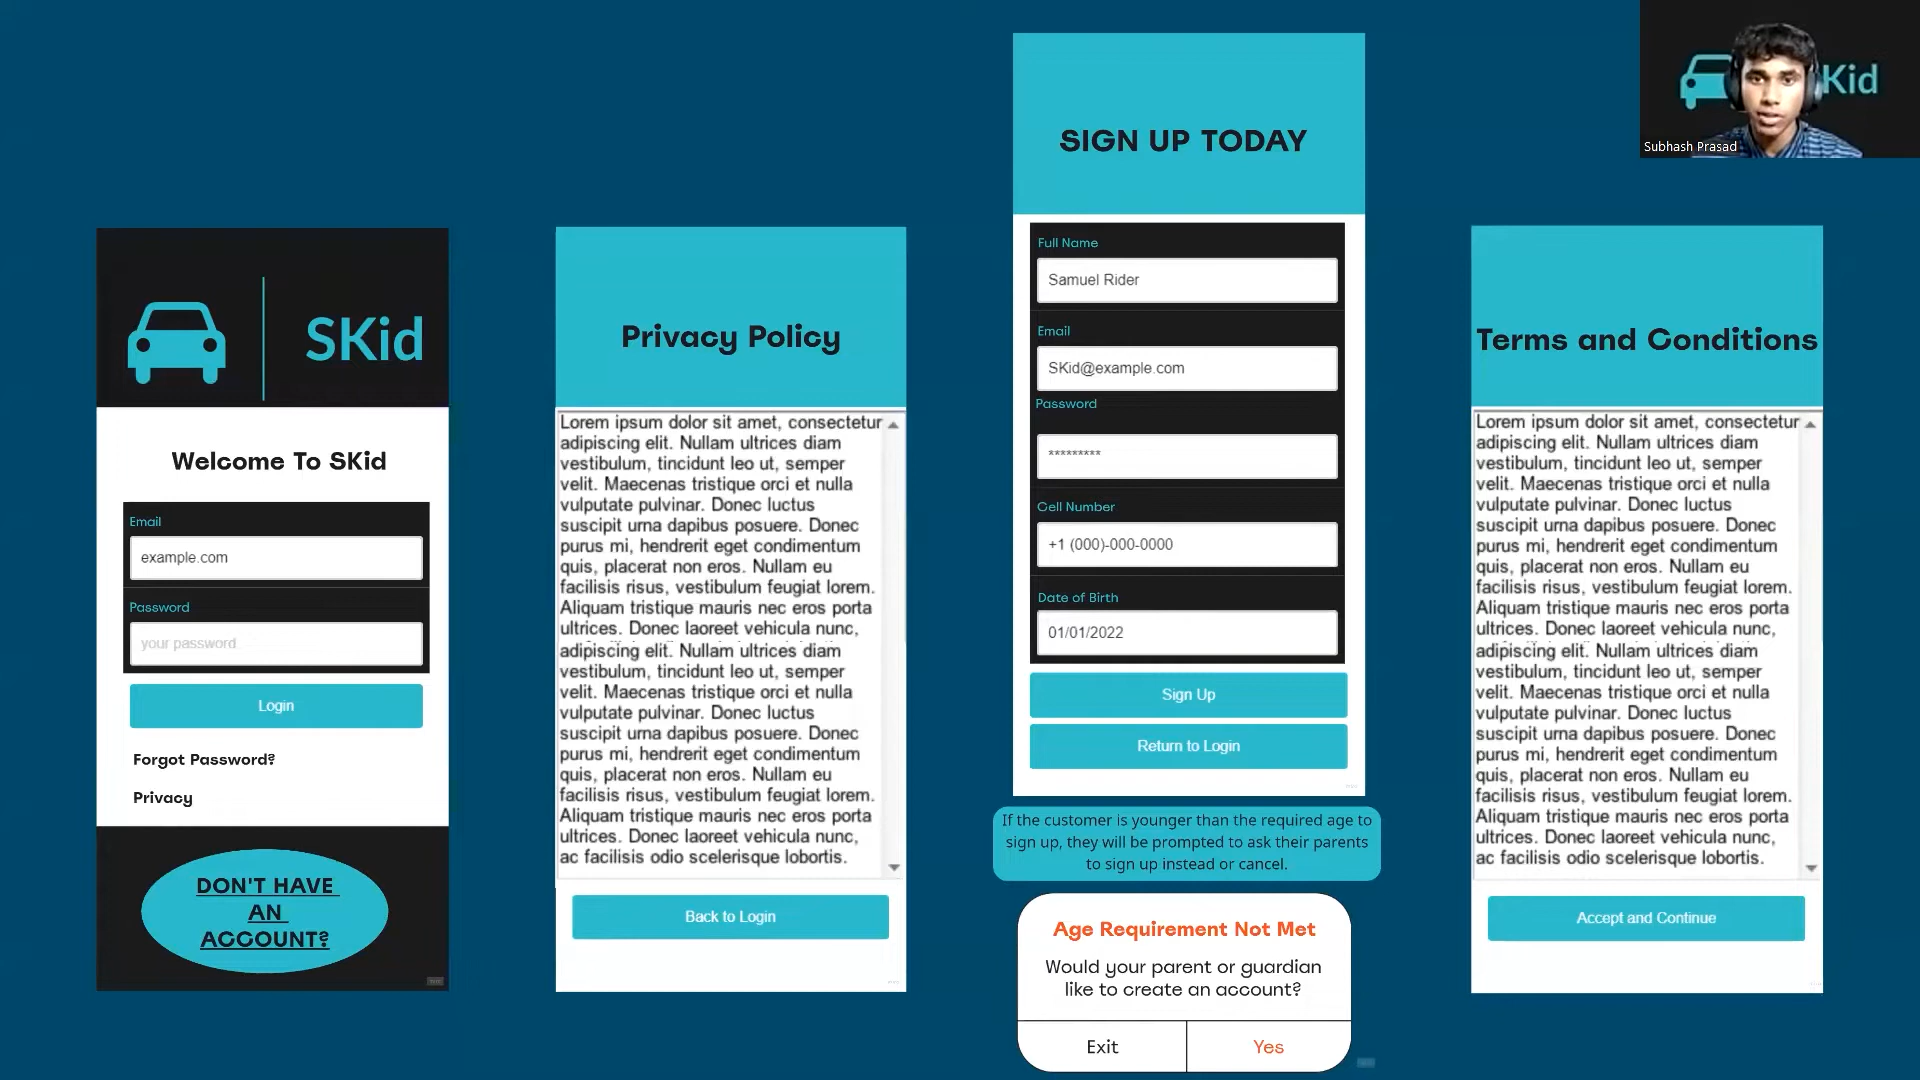 SKid
Welcome To SKid
Email
example.com
Password
your password
Login
Forgot Password?
Privacy
DON'T HAVE
AN
ACCOUNT?
Privacy Policy
Lorem ipsum dolor sit amet, consectetur
adipiscing elit. Nullam ultrices diam
vestibulum, tincidunt leo ut, semper
velit. Maecenas tristique orci et nulla
vulputate pulvinar. Donec luctus
suscipit urna dapibus posuere. Donec
purus mi, hendrerit eget condimentum
quis, placerat non eros. Nullam eu
facilisis risus, vestibulum feugiat lorem.
Aliquam tristique mauris nec eros porta
ultrices. Donec laoreet vehicula nunc,
adipiscing elit. Nullam ultrices diam
vestibulum, tincidunt leo ut, semper
velit. Maecenas tristique orci et nulla
vulputate pulvinar. Donec luctus
suscipit urna dapibus posuere. Donec
purus mi, hendrerit eget condimentum
quis, placerat non eros. Nullam eu
facilisis risus, vestibulum feugiat lorem.
Aliquam tristique mauris nec eros porta
ultrices. Donec laoreet vehicula nunc,
ac facilisis odio scelerisque lobortis.
Back to Login
SIGN UP TODAY
Full Name
Samuel Rider
Email
SKid@example.com
Password
*********
Cell Number
+1 (000)-000-0000
Date of Birth
01/01/2022
Sign Up
Return to Login
If the customer is younger than the required age to
sign up, they will be prompted to ask their parents
to sign up instead or cancel.
Age Requirement Not Met
Would your parent or guardian
like to create an account?
Exit
Yes
Terms and Conditions
Lorem ipsum dolor sit amet, consectetur
adipiscing elit. Nullam ultrices diam
vestibulum, tincidunt leo ut, semper
velit. Maecenas tristique orci et nulla
vulputate pulvinar. Donec luctus
suscipit urna dapibus posuere. Donec
purus mi, hendrerit eget condimentum
quis, placerat non eros. Nullam eu
facilisis risus, vestibulum feugiat lorem.
Aliquam tristique mauris nec eros porta
ultrices. Donec laoreet vehicula nunc,
adipiscing elit. Nullam ultrices diam
vestibulum, tincidunt leo ut, semper
velit. Maecenas tristique orci et nulla
vulputate pulvinar. Donec luctus
suscipit urna dapibus posuere. Donec
purus mi, hendrerit eget condimentum
quis, placerat non eros. Nullam eu
facilisis risus, vestibulum feugiat lorem.
Aliquam tristique mauris nec eros porta
ultrices. Donec laoreet vehicula nunc,
ac facilisis odio scelerisque lobortis.
Accept and Continue
Kid
Subhash Prasad